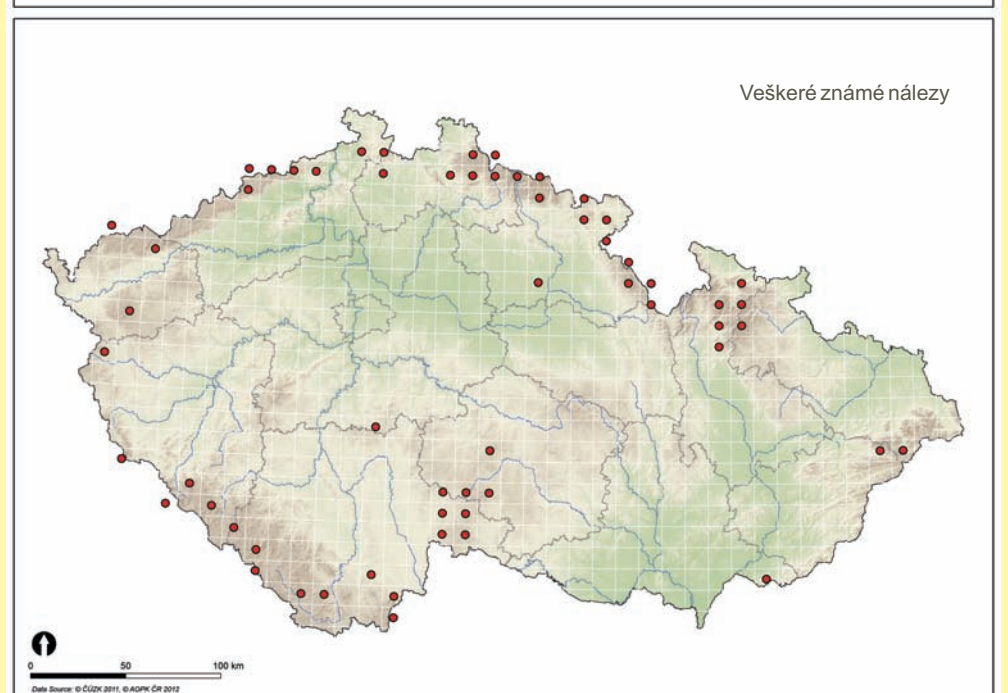 Veškeré známé nálezy
0 50 100 km
Data Source: © ČÚZK 2011, © AOPK ČR 2012